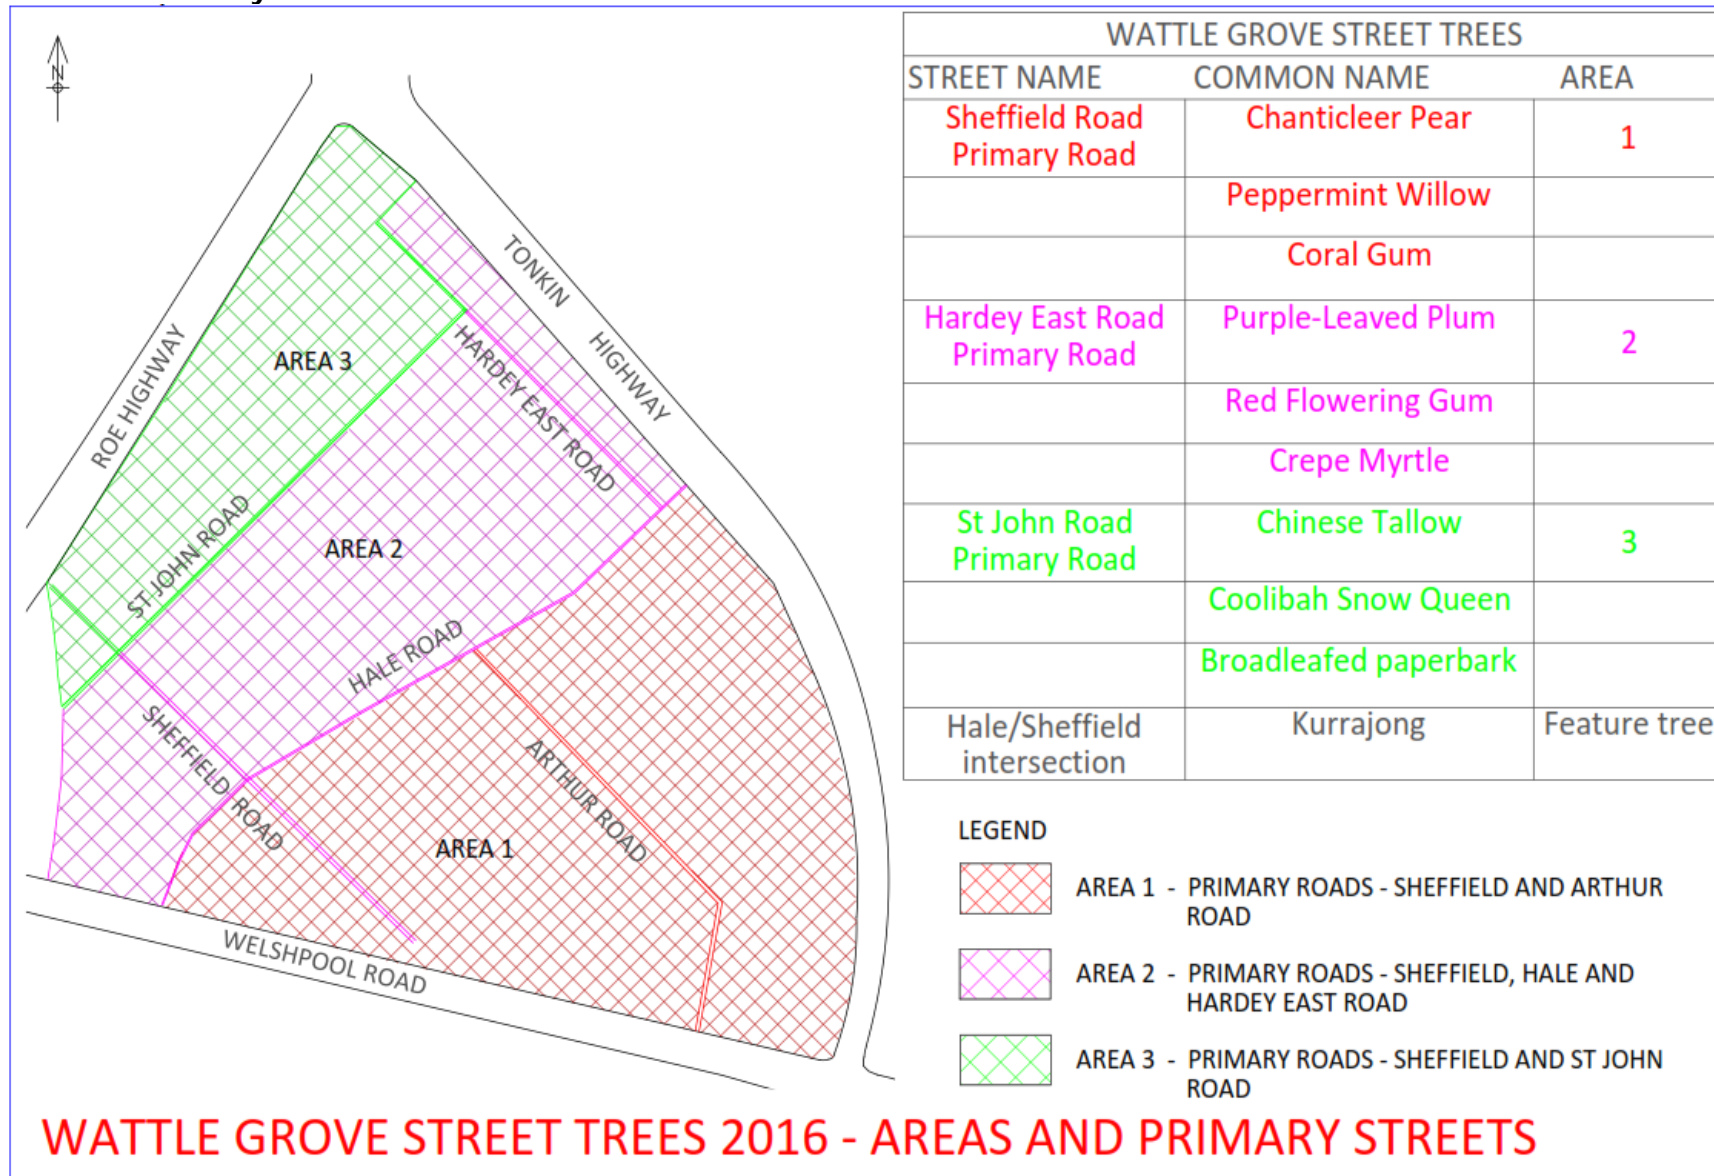 N
ROE HIGHWAY
TONKIN HIGHWAY
AREA 3
HARDEY EAST ROAD
ST JOHN ROAD
AREA 2
HALE ROAD
SHEFFIELD ROAD
ARTHUR ROAD
AREA 1
WELSHPOOL ROAD
WATTLE GROVE STREET TREES
STREET NAME COMMON NAME AREA
Sheffield Road Chanticleer Pear 1
Primary Road
Peppermint Willow
Coral Gum
Hardey East Road Purple-Leaved Plum 2
Primary Road
Red Flowering Gum
Crepe Myrtle
St John Road Chinese Tallow 3
Primary Road
Coolibah Snow Queen
Broadleafed paperbark
Hale/Sheffield Kurrajong Feature tree
intersection
LEGEND
AREA 1 - PRIMARY ROADS - SHEFFIELD AND ARTHUR
ROAD
AREA 2 - PRIMARY ROADS - SHEFFIELD, HALE AND
HARDEY EAST ROAD
AREA 3 - PRIMARY ROADS - SHEFFIELD AND ST JOHN
ROAD
WATTLE GROVE STREET TREES 2016 - AREAS AND PRIMARY STREETS